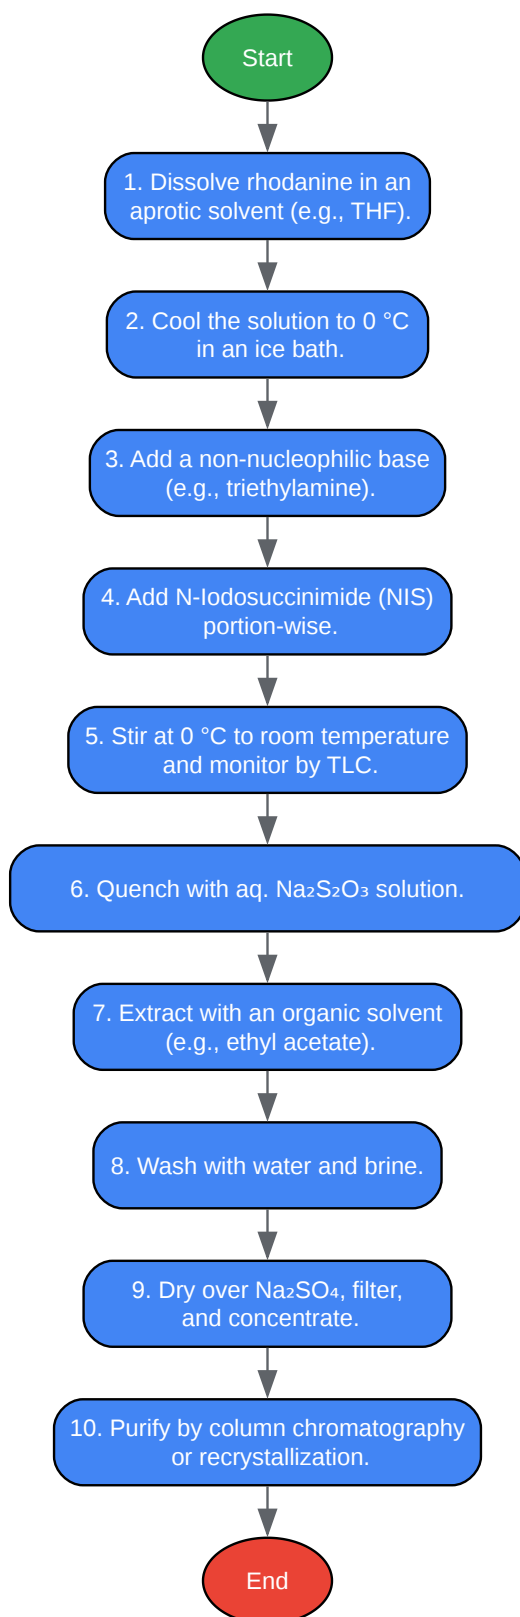 Start
1. Dissolve rhodanine in an
aprotic solvent (e.g., THF).
2. Cool the solution to 0 °C
in an ice bath.
3. Add a non-nucleophilic base
(e.g., triethylamine).
4. Add N-Iodosuccinimide (NIS)
portion-wise.
5. Stir at 0 °C to room temperature
and monitor by TLC.
6. Quench with aq. Na₂S₂O₃ solution.
7. Extract with an organic solvent
(e.g., ethyl acetate).
8. Wash with water and brine.
9. Dry over Na₂SO₄, filter,
and concentrate.
10. Purify by column chromatography
or recrystallization.
End